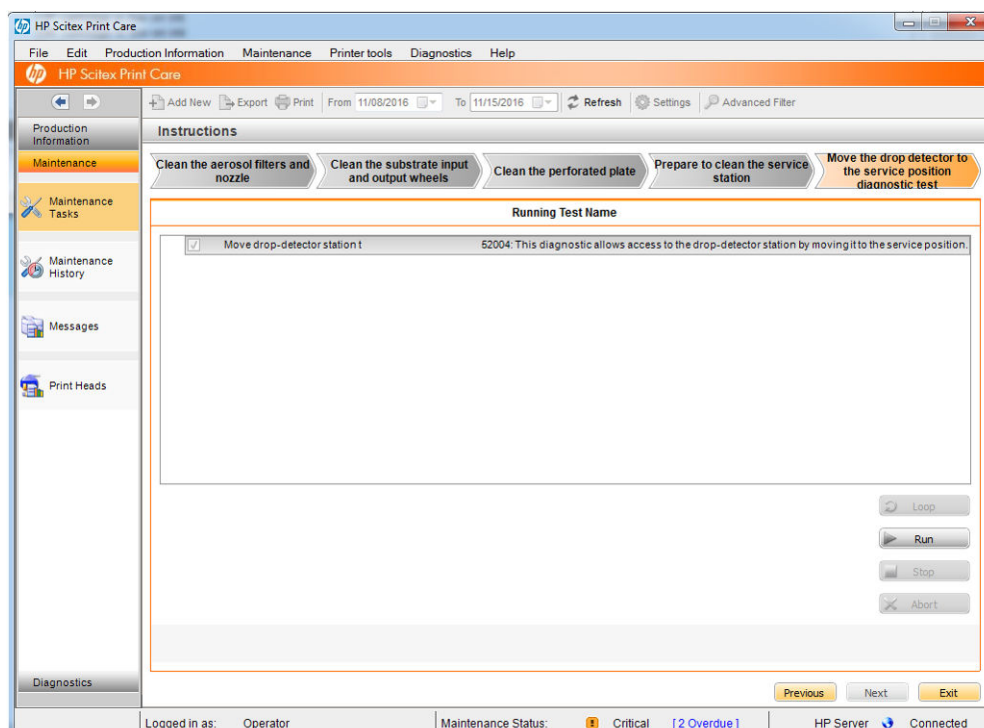 HP Scitex Print Care
File Edit Production Information Maintenance Printer tools Diagnostics Help
hp HP Scitex Print Care
Add New Export Print From 11/08/2016 To 11/15/2016 Refresh Settings Advanced Filter
Production
Information
Maintenance
Maintenance
Tasks
Maintenance
History
Messages
Print Heads
Diagnostics
Instructions
Clean the aerosol filters and
nozzle
Clean the substrate input
and output wheels
Clean the perforated plate
Prepare to clean the service
station
Move the drop detector to
the service position
diagnostic test
Running Test Name
Move drop-detector station t 52004: This diagnostic allows access to the drop-detector station by moving it to the service position.
Loop
Run
Stop
Abort
Previous Next Exit
Logged in as: Operator Maintenance Status: Critical [2 Overdue] HP Server Connected